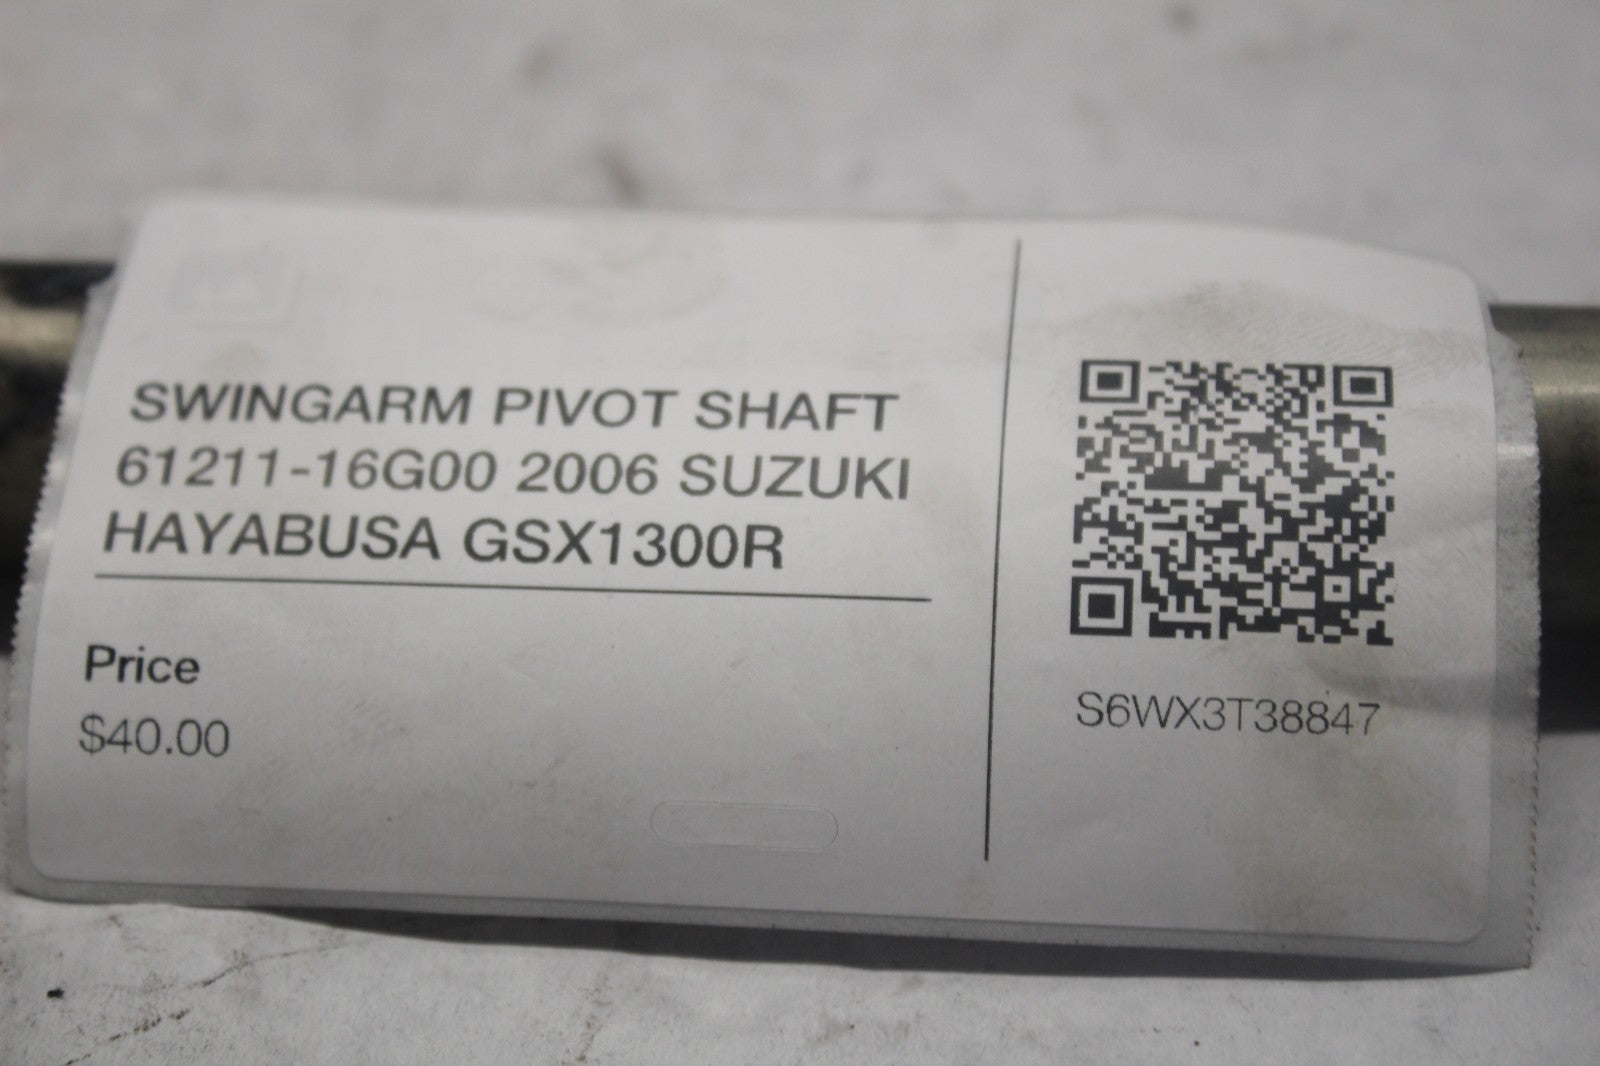 SWINGARM PIVOT SHAFT
61211-16G00 2006 SUZUKI
HAYABUSA GSX1300R
Price
$40.00
S6WX3T38847